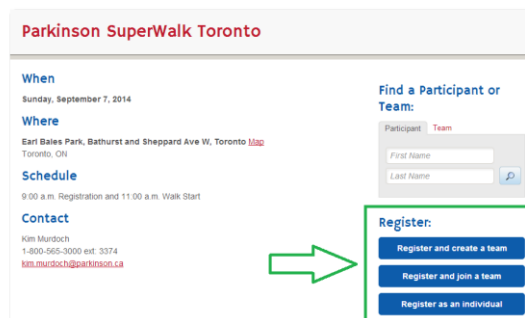 Parkinson SuperWalk Toronto
When
Sunday, September 7, 2014
Where
Earl Bales Park, Bathurst and Sheppard Ave W, Toronto Map
Toronto, ON
Schedule
9:00 a.m. Registration and 11:00 a.m. Walk Start
Contact
Kim Murdoch
1-800-565-3000 ext: 3374
kim.murdoch@parkinson.ca
Find a Participant or
Team:
Participant Team
First Name
Last Name
Register:
Register and create a team
Register and join a team
Register as an individual